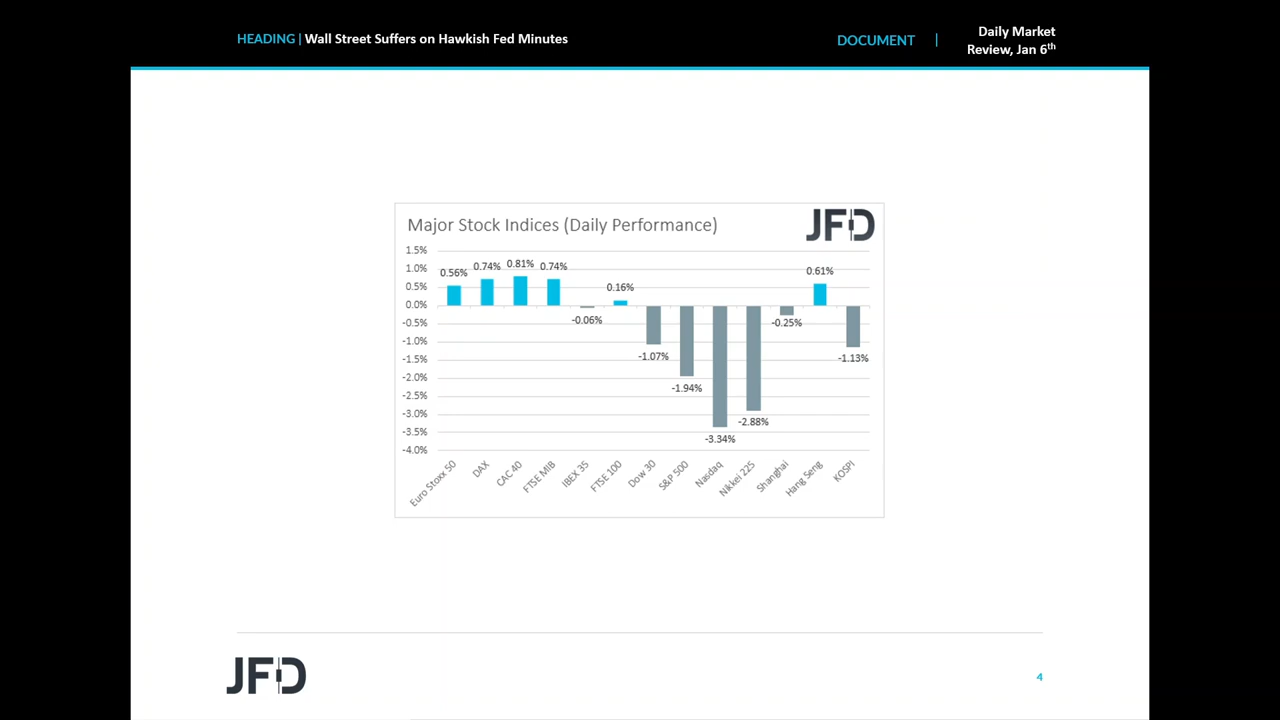 HEADING | Wall Street Suffers on Hawkish Fed Minutes
DOCUMENT |
Daily Market
Review, Jan 6th
Major Stock Indices (Daily Performance)
JFD
1.5%
1.0%
0.5%
0.0%
-0.5%
-1.0%
-1.5%
-2.0%
-2.5%
-3.0%
-3.5%
-4.0%
0.56%
0.74%
0.81%
0.74%
-0.06%
0.16%
-1.07%
-1.94%
-3.34%
-2.88%
-0.25%
0.61%
-1.13%
Euro Stoxx 50
DAX
CAC 40
FTSE MIB
IBEX 35
FTSE 100
Dow 30
S&P 500
Nasdaq
Nikkei 225
Shanghai
Hang Seng
KOSPI
JFD
4